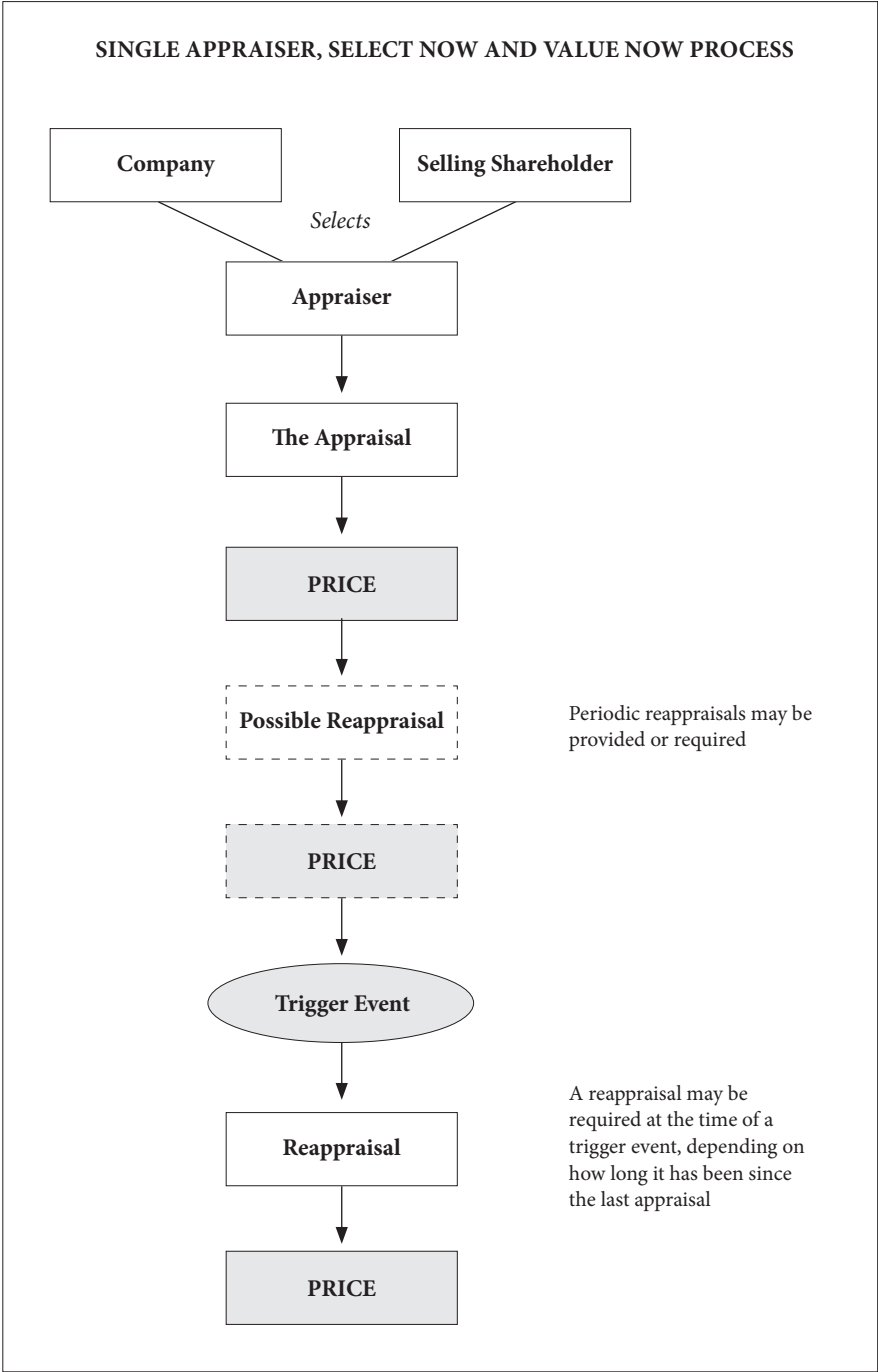 SINGLE APPRAISER, SELECT NOW AND VALUE NOW PROCESS
Company
Selling Shareholder
Selects
Appraiser
The Appraisal
PRICE
Possible Reappraisal
Periodic reappraisals may be
provided or required
PRICE
Trigger Event
A reappraisal may be
required at the time of a
trigger event, depending on
how long it has been since
the last appraisal
Reappraisal
PRICE